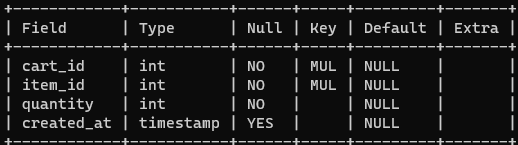 +------------+-----------+------+-----+---------+-------+
| Field      | Type      | Null | Key | Default | Extra |
+------------+-----------+------+-----+---------+-------+
| cart_id    | int       | NO   | MUL | NULL    |       |
| item_id    | int       | NO   | MUL | NULL    |       |
| quantity   | int       | NO   |     | NULL    |       |
| created_at | timestamp | YES  |     | NULL    |       |
+------------+-----------+------+-----+---------+-------+